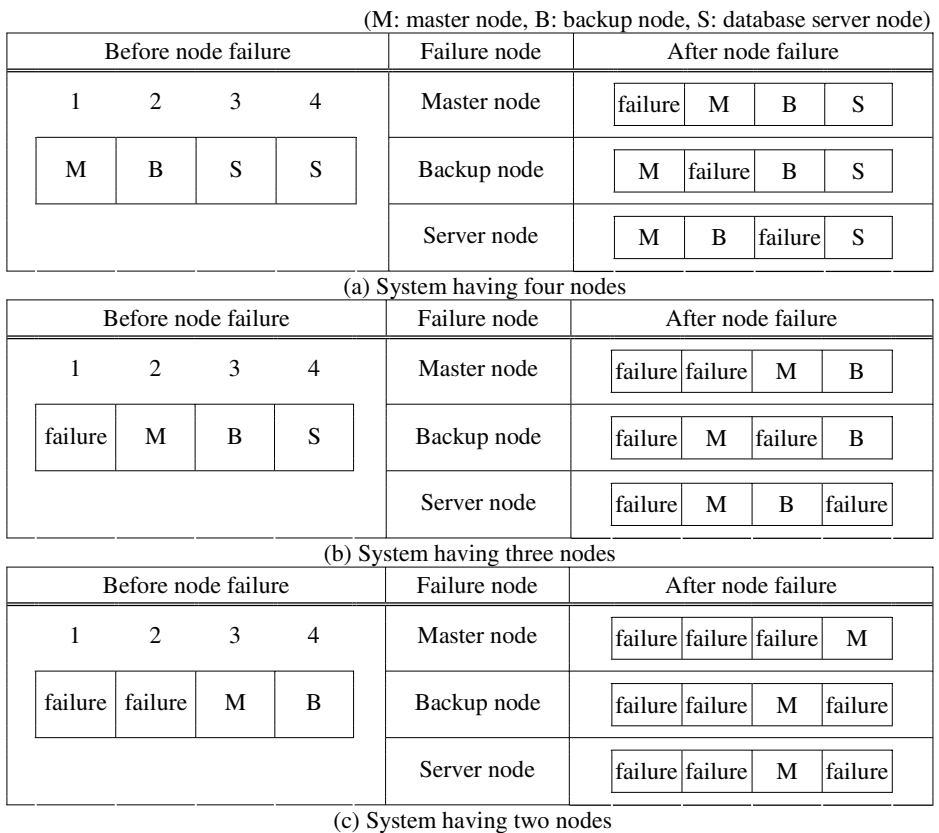 (M: master node, B: backup node, S: database server node)
Before node failure Failure node After node failure
1 2 3 4 Master node failure M B S
M B S S Backup node M failure B S
Server node M B failure S
(a) System having four nodes
Before node failure Failure node After node failure
1 2 3 4 Master node failure failure M B
failure M B S Backup node failure M failure B
Server node failure M B failure
(b) System having three nodes
Before node failure Failure node After node failure
1 2 3 4 Master node failure failure failure M
failure failure M B Backup node failure failure M failure
Server node failure failure M failure
(c) System having two nodes